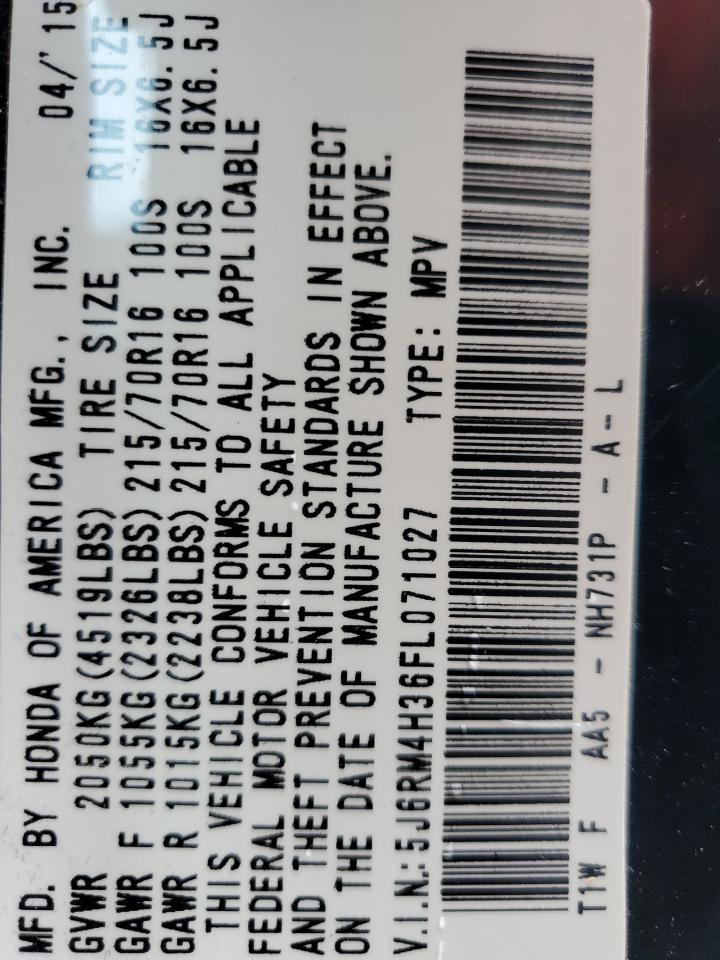 MFD. BY HONDA OF AMERICA MFG., INC. 04/'15
GVWR 2050KG(4519LBS) TIRE SIZE RIM SIZE
GAWR F 1055KG(2326LBS) 215/70R16 100S 16X6.5J
GAWR R 1015KG(2238LBS) 215/70R16 100S 16X6.5J
THIS VEHICLE CONFORMS TO ALL APPLICABLE
FEDERAL MOTOR VEHICLE SAFETY
AND THEFT PREVENTION STANDARDS IN EFFECT
ON THE DATE OF MANUFACTURE SHOWN ABOVE.
V.I.N.:5J6RM4H36FL071027 TYPE: MPV
T1W F AA5 - NH731P - A - L